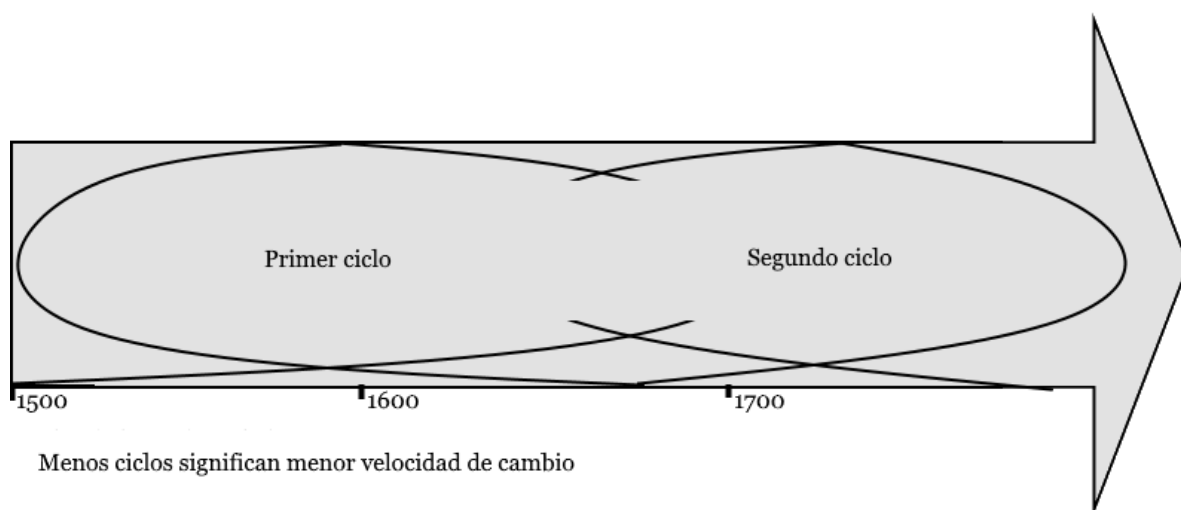 Primer ciclo
Segundo ciclo
1500
1600
1700
Menos ciclos significan menor velocidad de cambio